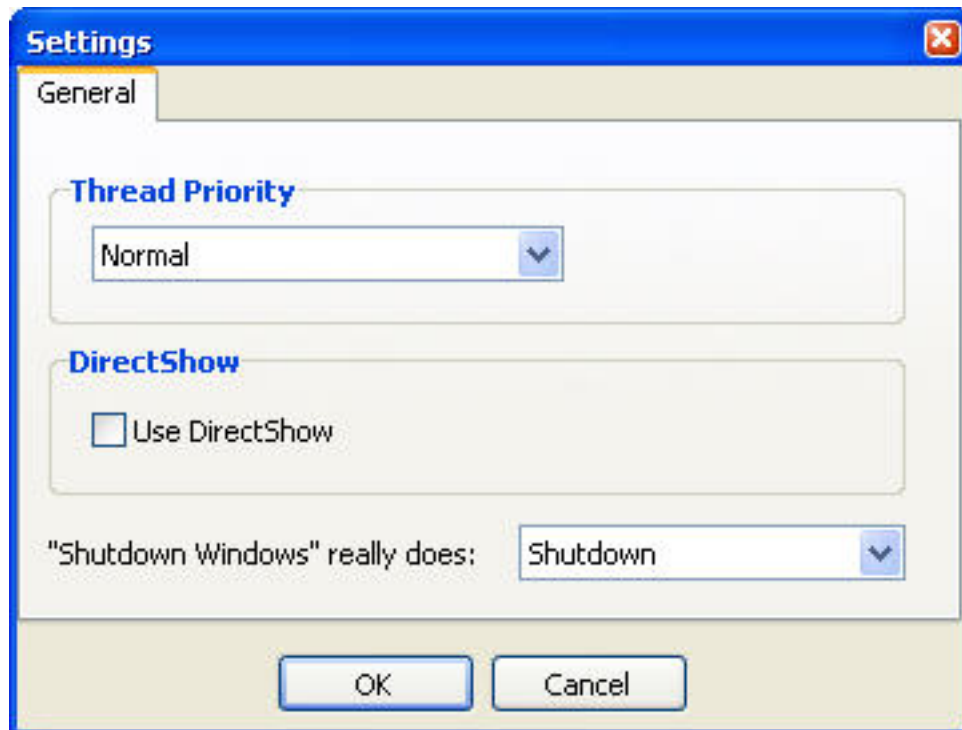 Settings
General
Thread Priority
Normal
DirectShow
Use DirectShow
"Shutdown Windows" really does: Shutdown
OK Cancel